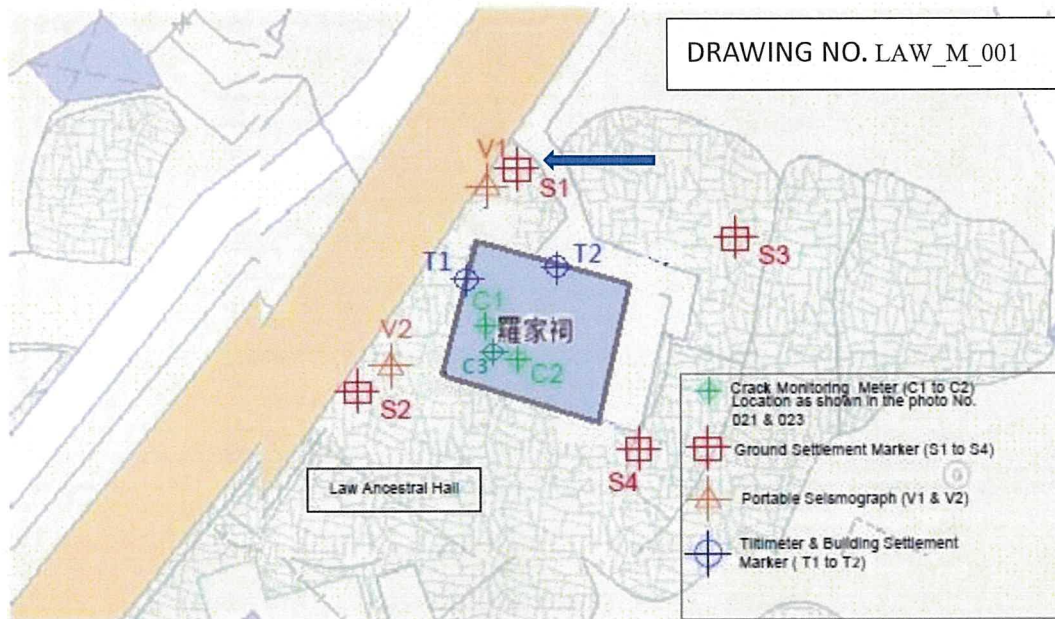 DRAWING NO. LAW_M_001
V1
S1
S3
T1
T2
C1
羅家祠
V2
C3
C2
S2
S4
Law Ancestral Hall
Crack Monitoring Meter (C1 to C2)
Location as shown in the photo No.
021 & 023
Ground Settlement Marker (S1 to S4)
Portable Seismograph (V1 & V2)
Tiltimeter & Building Settlement
Marker ( T1 to T2)